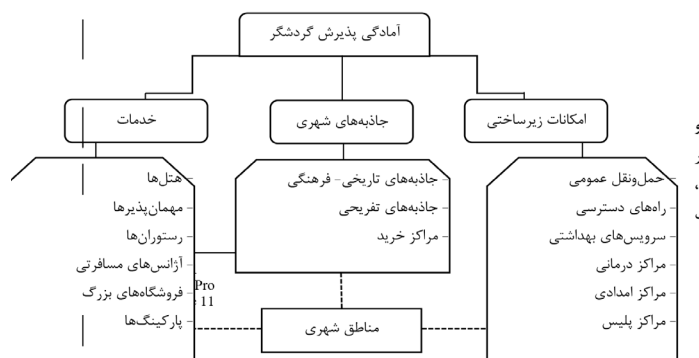 آمادگی پذیرش گردشگر
امکانات زیرساختی
جاذبه‌های شهری
خدمات
-حمل‌ونقل عمومی
-راه‌های دسترسی
-سرویس‌های بهداشتی
-مراکز درمانی
-مراکز امدادی
-مراکز پلیس
-جاذبه‌های تاریخی- فرهنگی
-جاذبه‌های تفریحی
-مراکز خرید
-هتل‌ها
-مهمان‌پذیرها
-رستوران‌ها
-آژانس‌های مسافرتی
-فروشگاه‌های بزرگ
-پارکینگ‌ها
مناطق شهری
Pro
11
و
ر
،